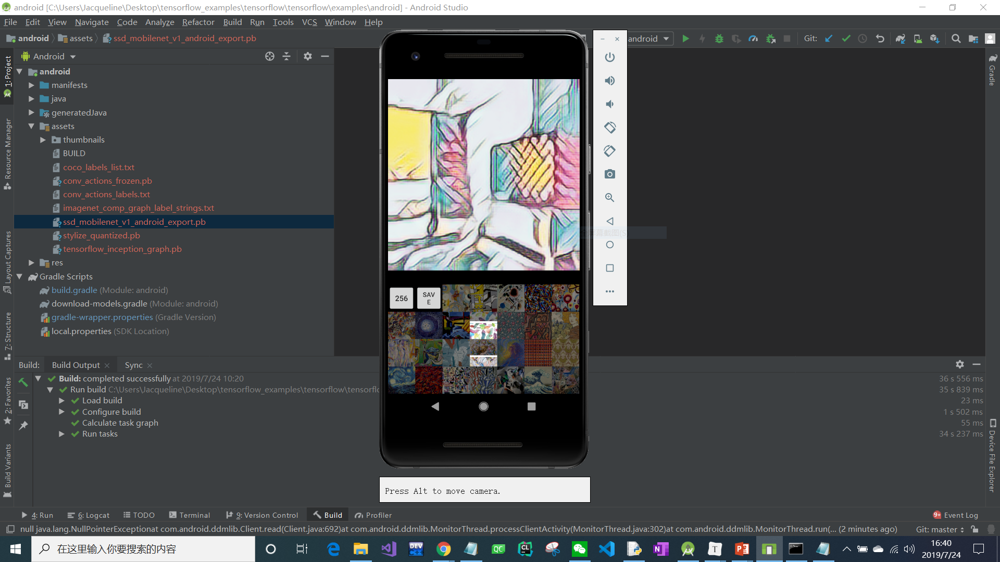 android [C:\Users\Jacqueline\Desktop\tensorflow_examples\tensorflow\tensorflow\examples\android] - Android Studio
File Edit View Navigate Code Analyze Refactor Build Run Tools VCS Window Help
android assets ssd_mobilenet_v1_android_export.pb
android Git:
Android
android
manifests
java
generatedJava
assets
thumbnails
BUILD
coco_labels_list.txt
conv_actions_frozen.pb
conv_actions_labels.txt
imagenet_comp_graph_label_strings.txt
ssd_mobilenet_v1_android_export.pb
stylize_quantized.pb
tensorflow_inception_graph.pb
res
Gradle Scripts
build.gradle (Module: android)
download-models.gradle (Module: android)
gradle-wrapper.properties (Gradle Version)
local.properties (SDK Location)
1: Project
Resource Manager
Layout Captures
7: Structure
2: Favorites
Build Variants
Gradle
Device File Explorer
256
SAV
E
屏幕截图(S)
Build: Build Output Sync
Build: completed successfully at 2019/7/24 10:20 36 s 556 ms
Run build C:\Users\Jacqueline\Desktop\tensorflow_examples\tensorflow\tensorflo 35 s 839 ms
Load build 23 ms
Configure build 1 s 502 ms
Calculate task graph 55 ms
Run tasks 34 s 237 ms
Press Alt to move camera.
4: Run 6: Logcat TODO Terminal 9: Version Control Build Profiler 9+ Event Log
null java.lang.NullPointerExceptionat com.android.ddmlib.Client.read(Client.java:692)at com.android.ddmlib.MonitorThread.processClientActivity(MonitorThread.java:302)at com.android.ddmlib.MonitorThread.run(... (2 minutes ago) Git: master
在这里输入你要搜索的内容
DEV
C++
QC
CL
N
T
P
16:40
2019/7/24